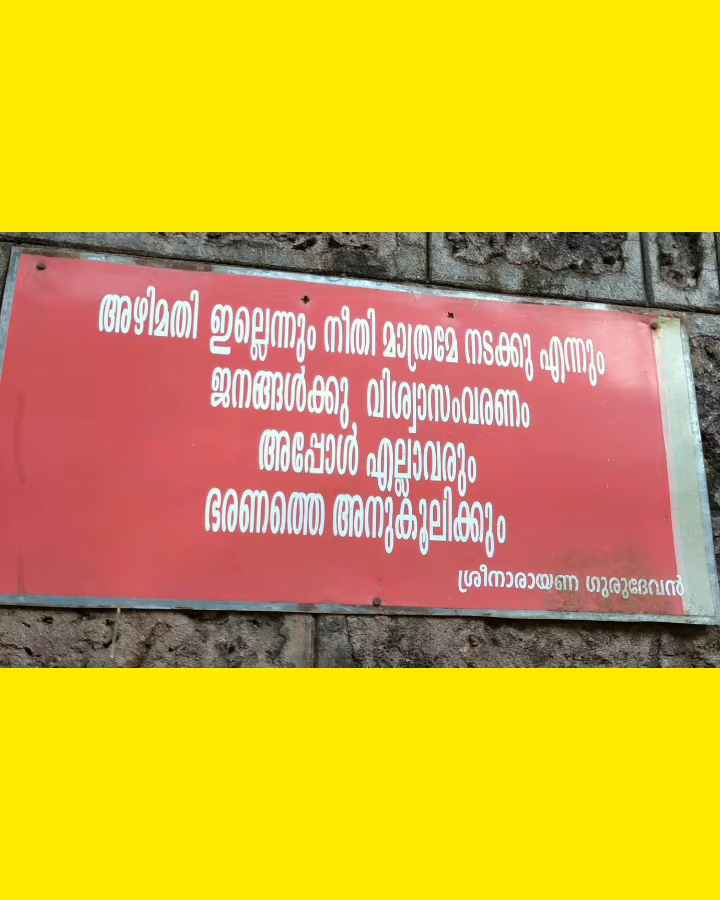 അഴിമതി ഇല്ലെന്നും നീതി മാത്രമേ നടക്കൂ എന്നും
ജനങ്ങൾക്കു വിശ്വാസംവരണം
അപ്പോൾ എല്ലാവരും
ഭരണത്തെ അനുകൂലിക്കും
ശ്രീനാരായണ ഗുരുദേവൻ